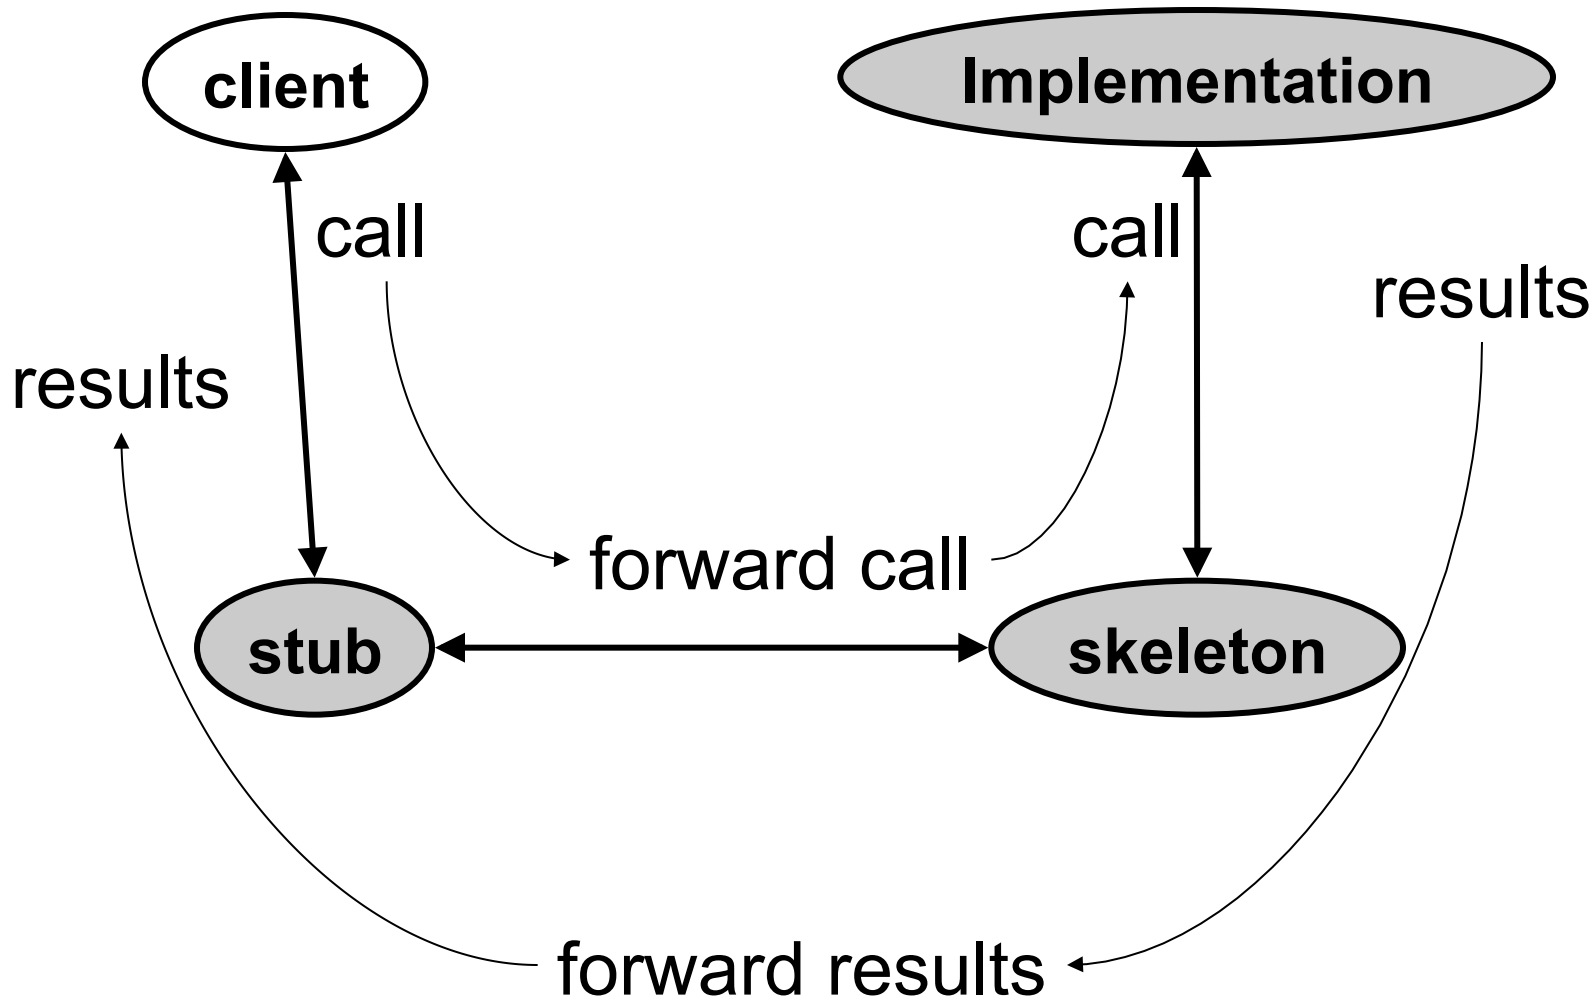 client
Implementation
call
call
results
results
forward call
stub
skeleton
forward results